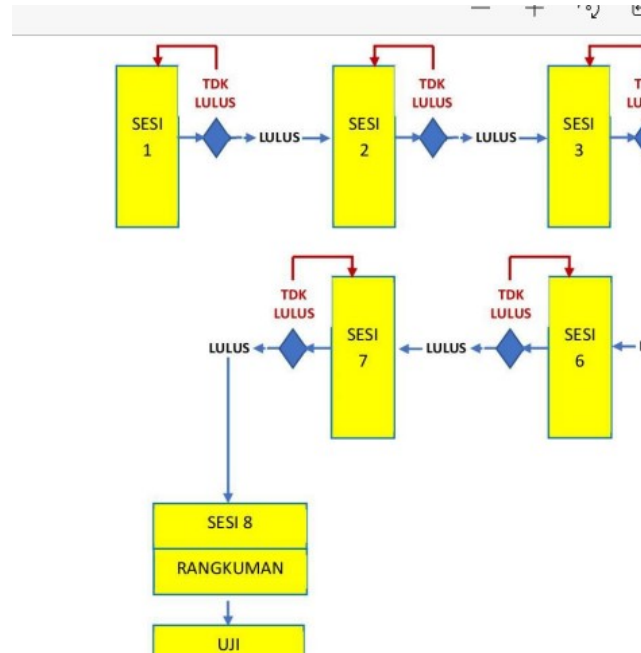 TDK
LULUS
SESI
1
LULUS
TDK
LULUS
SESI
2
LULUS
SESI
3
TDK
LULUS
SESI
7
LULUS
TDK
LULUS
SESI
6
LULUS
SESI 8
RANGKUMAN
UJI